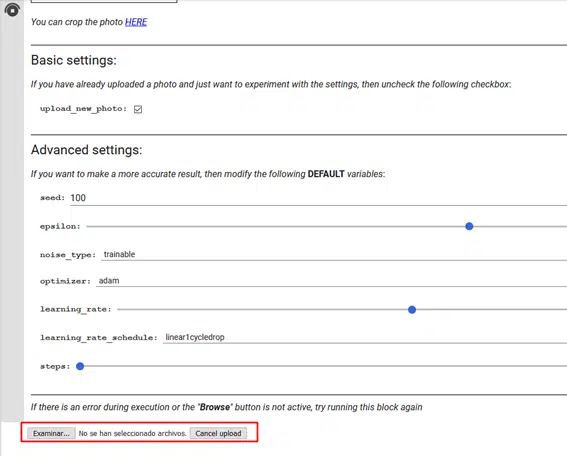 You can crop the photo HERE
Basic settings:
If you have already uploaded a photo and just want to experiment with the settings, then uncheck the following checkbox:
upload_new_photo:
Advanced settings:
If you want to make a more accurate result, then modify the following DEFAULT variables:
seed: 100
epsilon:
noise_type: trainable
optimizer: adam
learning_rate:
learning_rate_schedule: linear1cycledrop
steps:
If there is an error during execution or the "Browse" button is not active, try running this block again
Examinar... No se han seleccionado archivos. Cancel upload